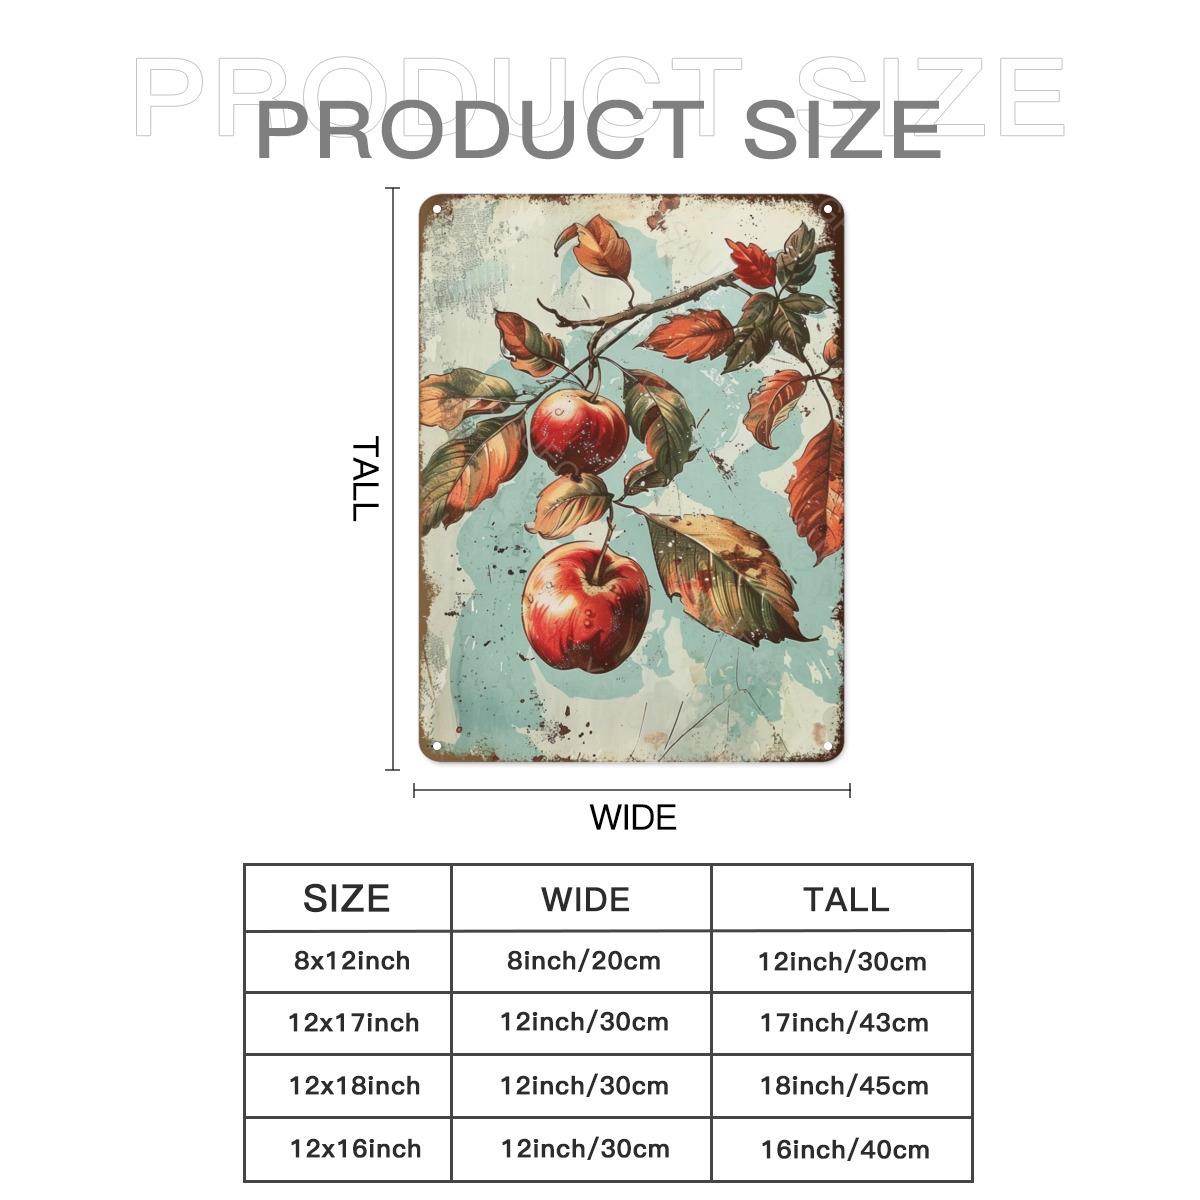 PRODUCT SIZE
PRODUCT SIZE
TALL
WIDE
SIZE WIDE TALL
8x12inch 8inch/20cm 12inch/30cm
12x17inch 12inch/30cm 17inch/43cm
12x18inch 12inch/30cm 18inch/45cm
12x16inch 12inch/30cm 16inch/40cm